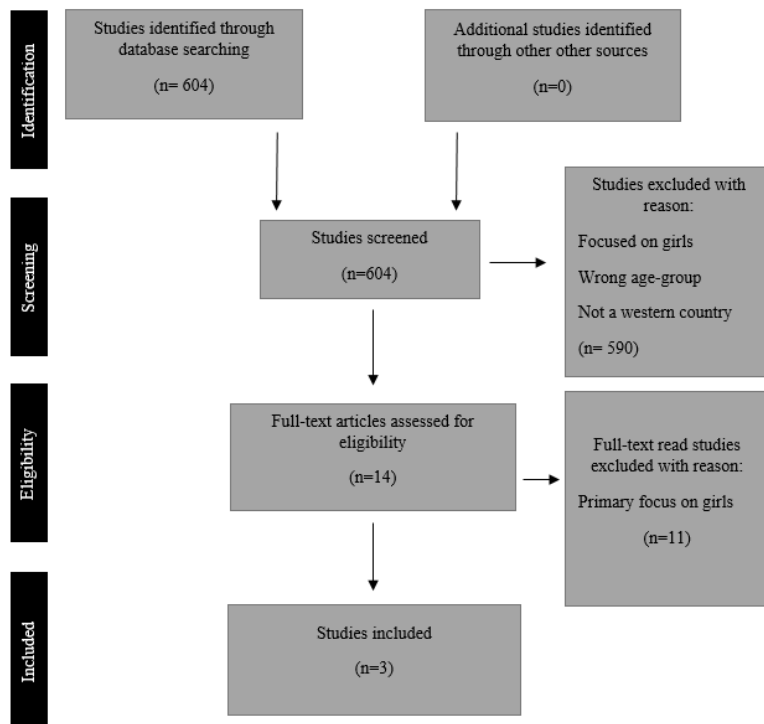 Identification
Studies identified through
database searching
(n= 604)
Additional studies identified
through other other sources
(n=0)
Screening
Studies screened
(n=604)
Studies excluded with
reason:
Focused on girls
Wrong age-group
Not a western country
(n= 590)
Eligibility
Full-text articles assessed for
eligibility
(n=14)
Full-text read studies
excluded with reason:
Primary focus on girls
(n=11)
Included
Studies included
(n=3)